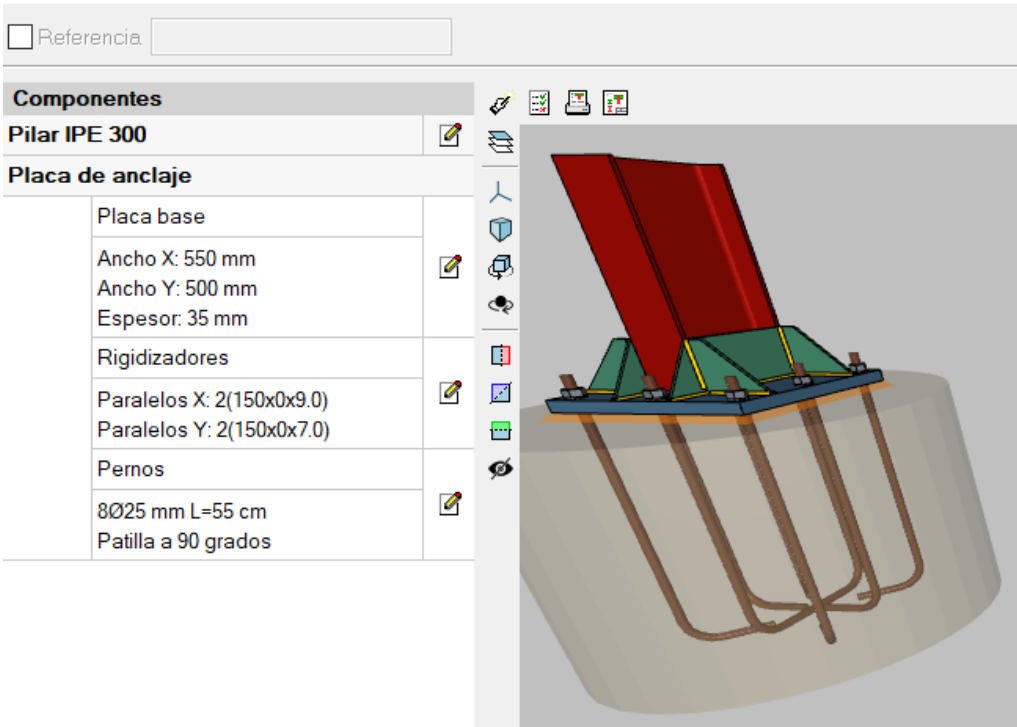 Referencia
Componentes
Pilar IPE 300
Placa de anclaje
Placa base
Ancho X: 550 mm
Ancho Y: 500 mm
Espesor: 35 mm
Rigidizadores
Paralelos X: 2(150x0x9.0)
Paralelos Y: 2(150x0x7.0)
Pernos
8Ø25 mm L=55 cm
Patilla a 90 grados